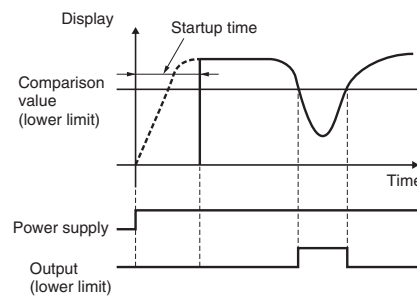 Display
Startup time
Comparison
value
(lower limit)
Time
Power supply
Output
(lower limit)